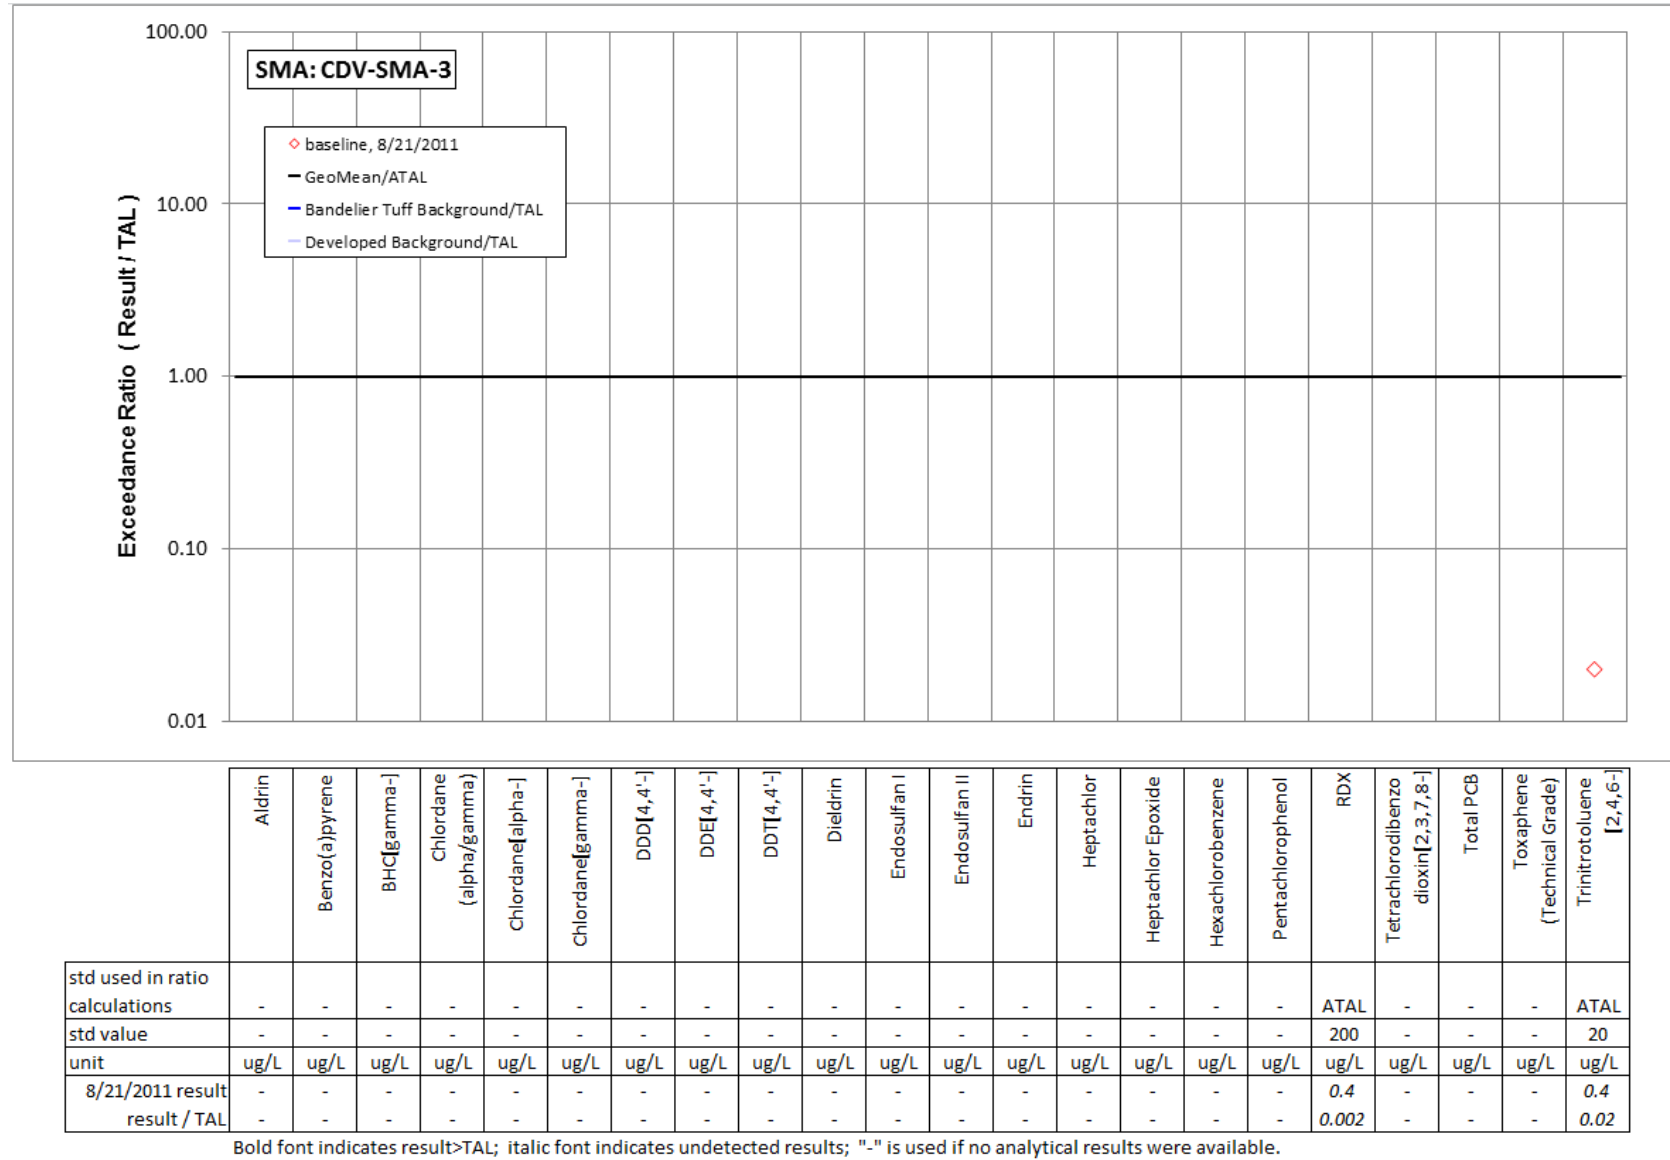 100.00
SMA: CDV-SMA-3
baseline, 8/21/2011
GeoMean/ATAL
Bandelier Tuff Background/TAL
Developed Background/TAL
10.00
1.00
0.10
0.01
Exceedance Ratio ( Result / TAL )
Aldrin
Benzo(a)pyrene
BHC[gamma-]
Chlordane
(alpha/gamma)
Chlordane[alpha-]
Chlordane[gamma-]
DDD[4,4'-]
DDE[4,4'-]
DDT[4,4'-]
Dieldrin
Endosulfan I
Endosulfan II
Endrin
Heptachlor
Heptachlor Epoxide
Hexachlorobenzene
Pentachlorophenol
RDX
Tetrachlorodibenzo
dioxin[2,3,7,8-]
Total PCB
Toxaphene
(Technical Grade)
Trinitrotoluene
[2,4,6-]
std used in ratio
calculations - - - - - - - - - - - - - - - - - ATAL - - - ATAL
std value - - - - - - - - - - - - - - - - - 200 - - - 20
unit ug/L ug/L ug/L ug/L ug/L ug/L ug/L ug/L ug/L ug/L ug/L ug/L ug/L ug/L ug/L ug/L ug/L ug/L ug/L ug/L ug/L ug/L
8/21/2011 result - - - - - - - - - - - - - - - - - 0.4 - - - 0.4
result / TAL - - - - - - - - - - - - - - - - - 0.002 - - - 0.02
Bold font indicates result>TAL; italic font indicates undetected results; "-" is used if no analytical results were available.